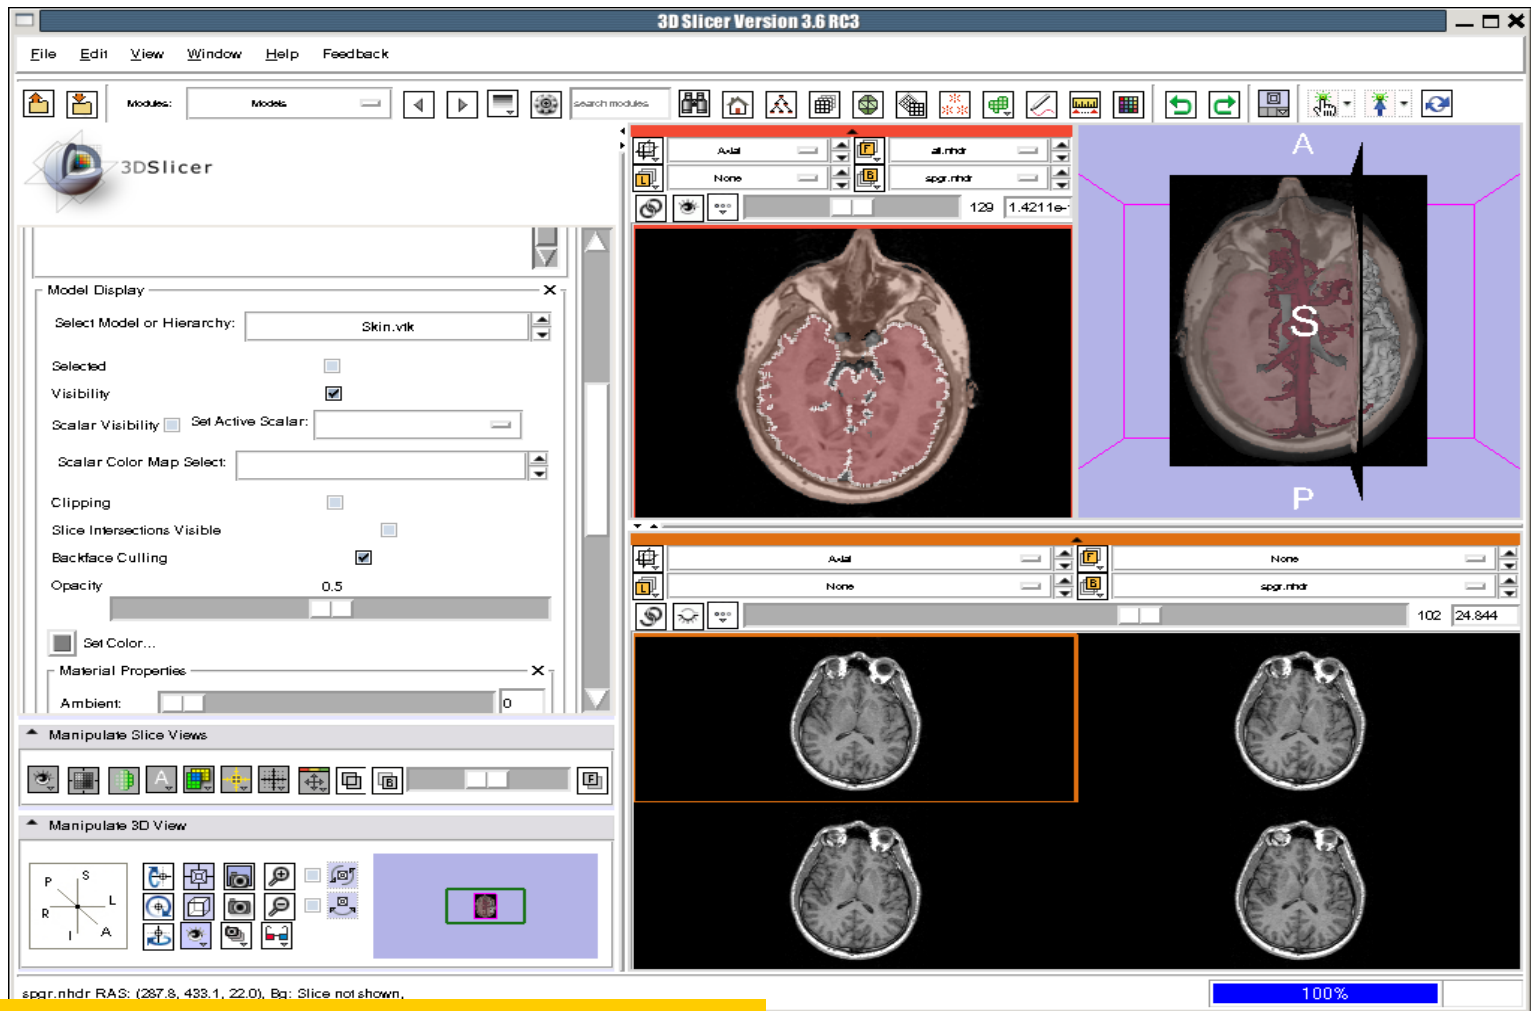 3D Slicer Version 3.6 RC3
File Edit View Window Help Feedback
Modules: Models search modules
3DSlicer
Axial F all.nhdr
L None B spgr.nhdr
129 1.4211e-
A
S
P
Model Display
Select Model or Hierarchy: Skin.vtk
Selected
Visibility
Scalar Visibility Set Active Scalar:
Scalar Color Map Select:
Clipping
Slice Intersections Visible
Backface Culling
Opacity 0.5
Set Color...
Material Properties
Ambient: 0
Axial F None
L None B spgr.nhdr
102 24.844
Manipulate Slice Views
A B F
Manipulate 3D View
P S
R L
I A
spgr.nhdr RAS: (287.8, 433.1, 22.0), Bg: Slice not shown,
100%